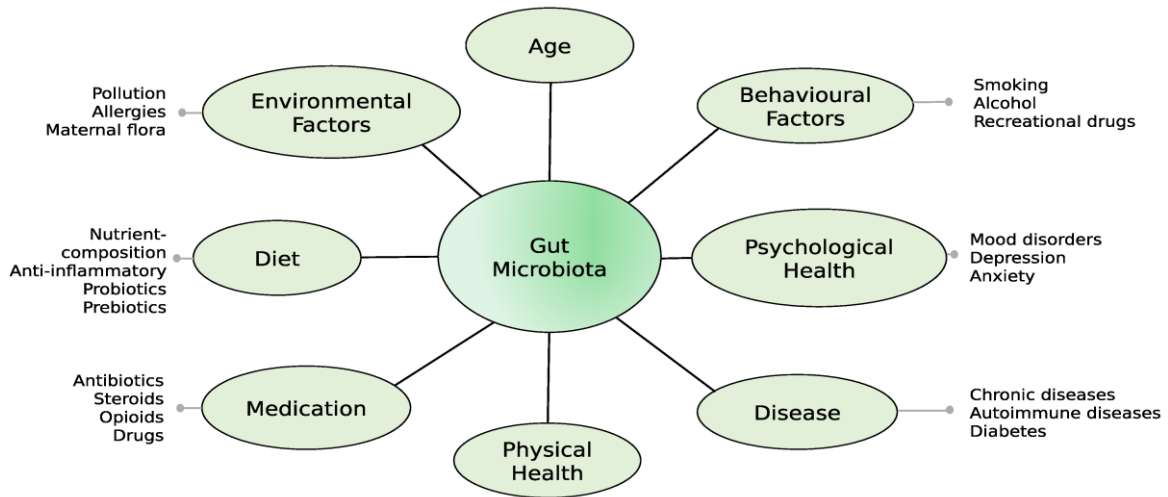 Age
Pollution
Allergies
Maternal flora
Environmental
Factors
Behavioural
Factors
Smoking
Alcohol
Recreational drugs
Nutrient-
composition
Anti-inflammatory
Probiotics
Prebiotics
Diet
Gut
Microbiota
Psychological
Health
Mood disorders
Depression
Anxiety
Antibiotics
Steroids
Opioids
Drugs
Medication
Physical
Health
Disease
Chronic diseases
Autoimmune diseases
Diabetes